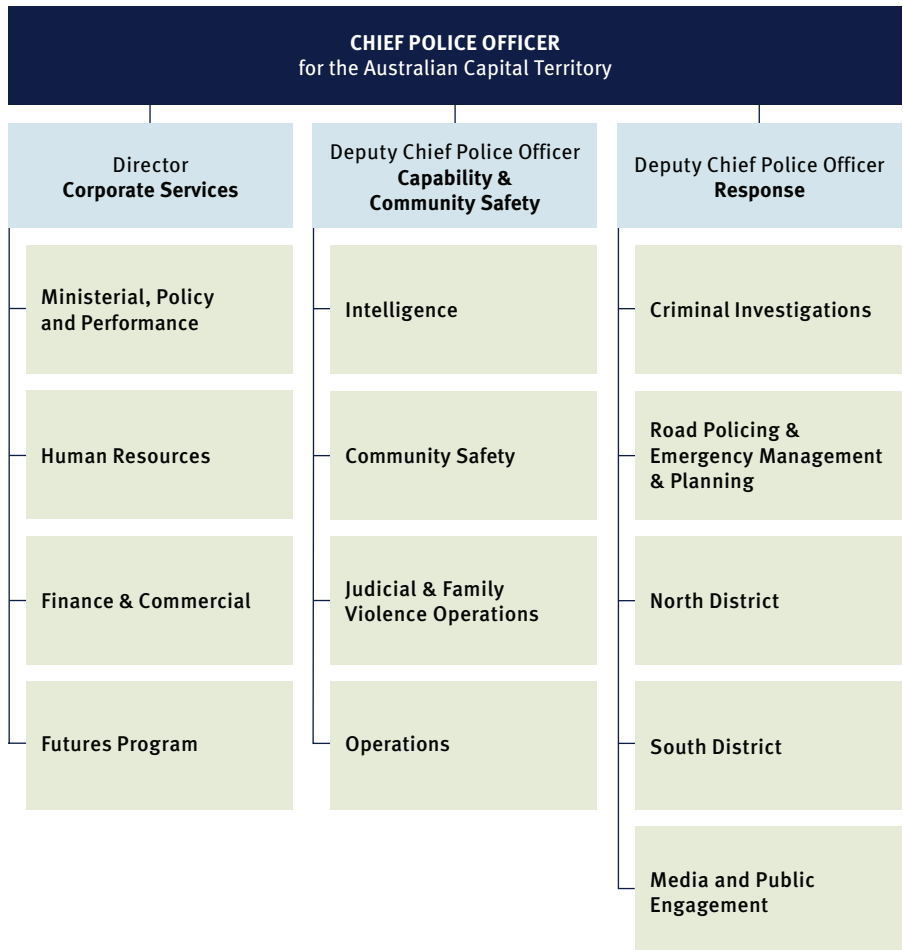 CHIEF POLICE OFFICER
for the Australian Capital Territory
Director
Corporate Services
Ministerial, Policy
and Performance
Human Resources
Finance & Commercial
Futures Program
Deputy Chief Police Officer
Capability &
Community Safety
Intelligence
Community Safety
Judicial & Family
Violence Operations
Operations
Deputy Chief Police Officer
Response
Criminal Investigations
Road Policing &
Emergency Management
& Planning
North District
South District
Media and Public
Engagement